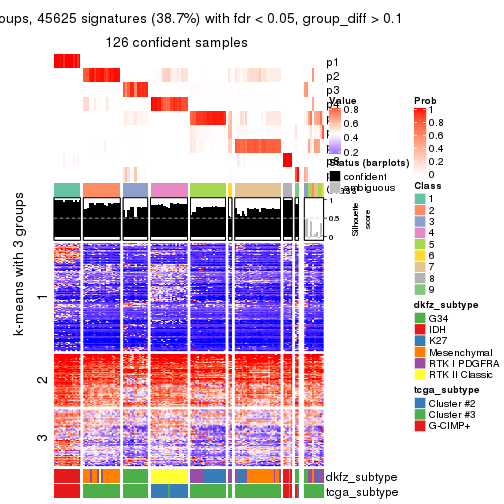 oups, 45625 signatures (38.7%) with fdr < 0.05, group_diff > 0.1
126 confident samples
p1
p2
p3
p4
Value
0.8
0.6
0.4
0.2
Status (barplots)
confident
ambiguous
1
0.5
0
Silhouette
score
k-means with 3 groups
1
2
3
dkfz_subtype
tcga_subtype
Prob
1
0.8
0.6
0.4
0.2
0
Class
1
2
3
4
5
6
7
8
9
dkfz_subtype
G34
IDH
K27
Mesenchymal
RTK I PDGFRA
RTK II Classic
tcga_subtype
Cluster #2
Cluster #3
G-CIMP+